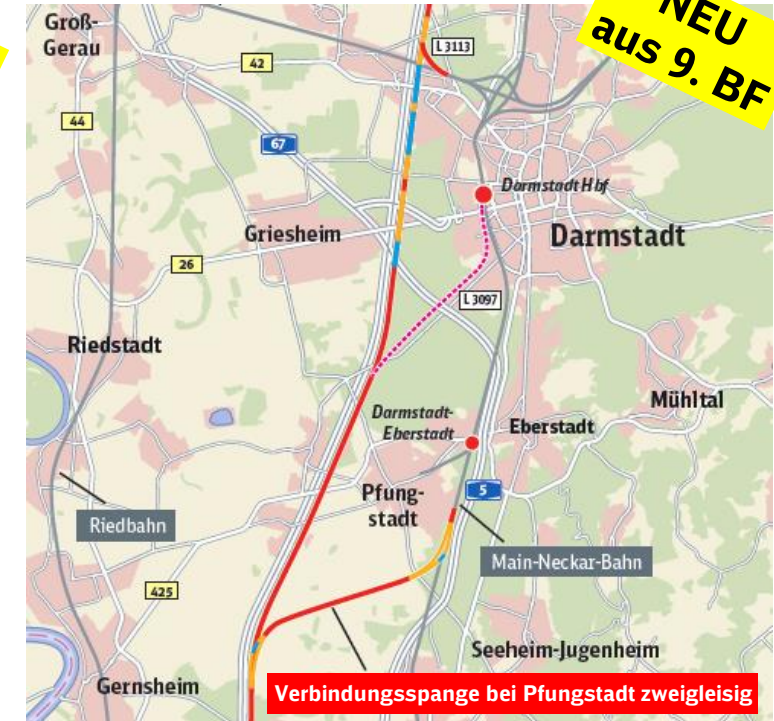 NEU
aus 9. BF
Groß-
Gerau
L 3113
42
44
67
Darmstadt Hbf
Griesheim
Darmstadt
26
L 3097
Riedstadt
Mühltal
Darmstadt-
Eberstadt
Eberstadt
Pfung-
stadt
5
Riedbahn
Main-Neckar-Bahn
425
Seeheim-Jugenheim
Gernsheim
Verbindungsspange bei Pfungstadt zweigleisig